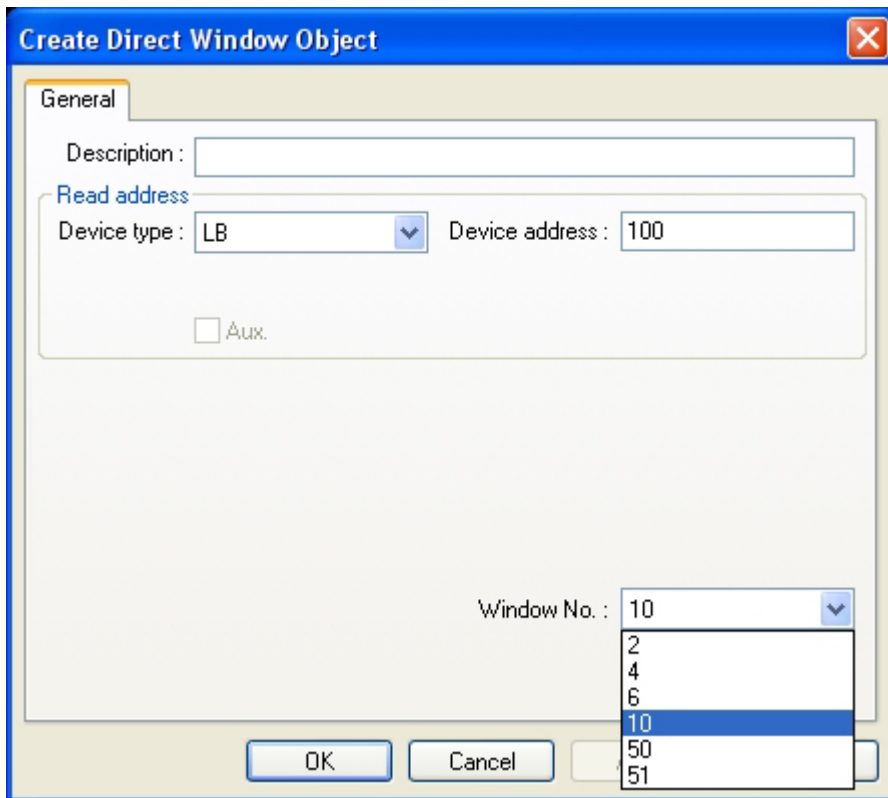 Create Direct Window Object
General
Description :
Read address
Device type : LB Device address : 100
Aux.
Window No. : 10
2
4
6
10
50
51
OK Cancel